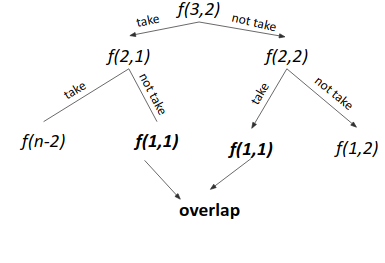 f(3,2)
take
not take
f(2,1)
f(2,2)
take
not take
take
not take
f(n-2)
f(1,1)
f(1,1)
f(1,2)
overlap